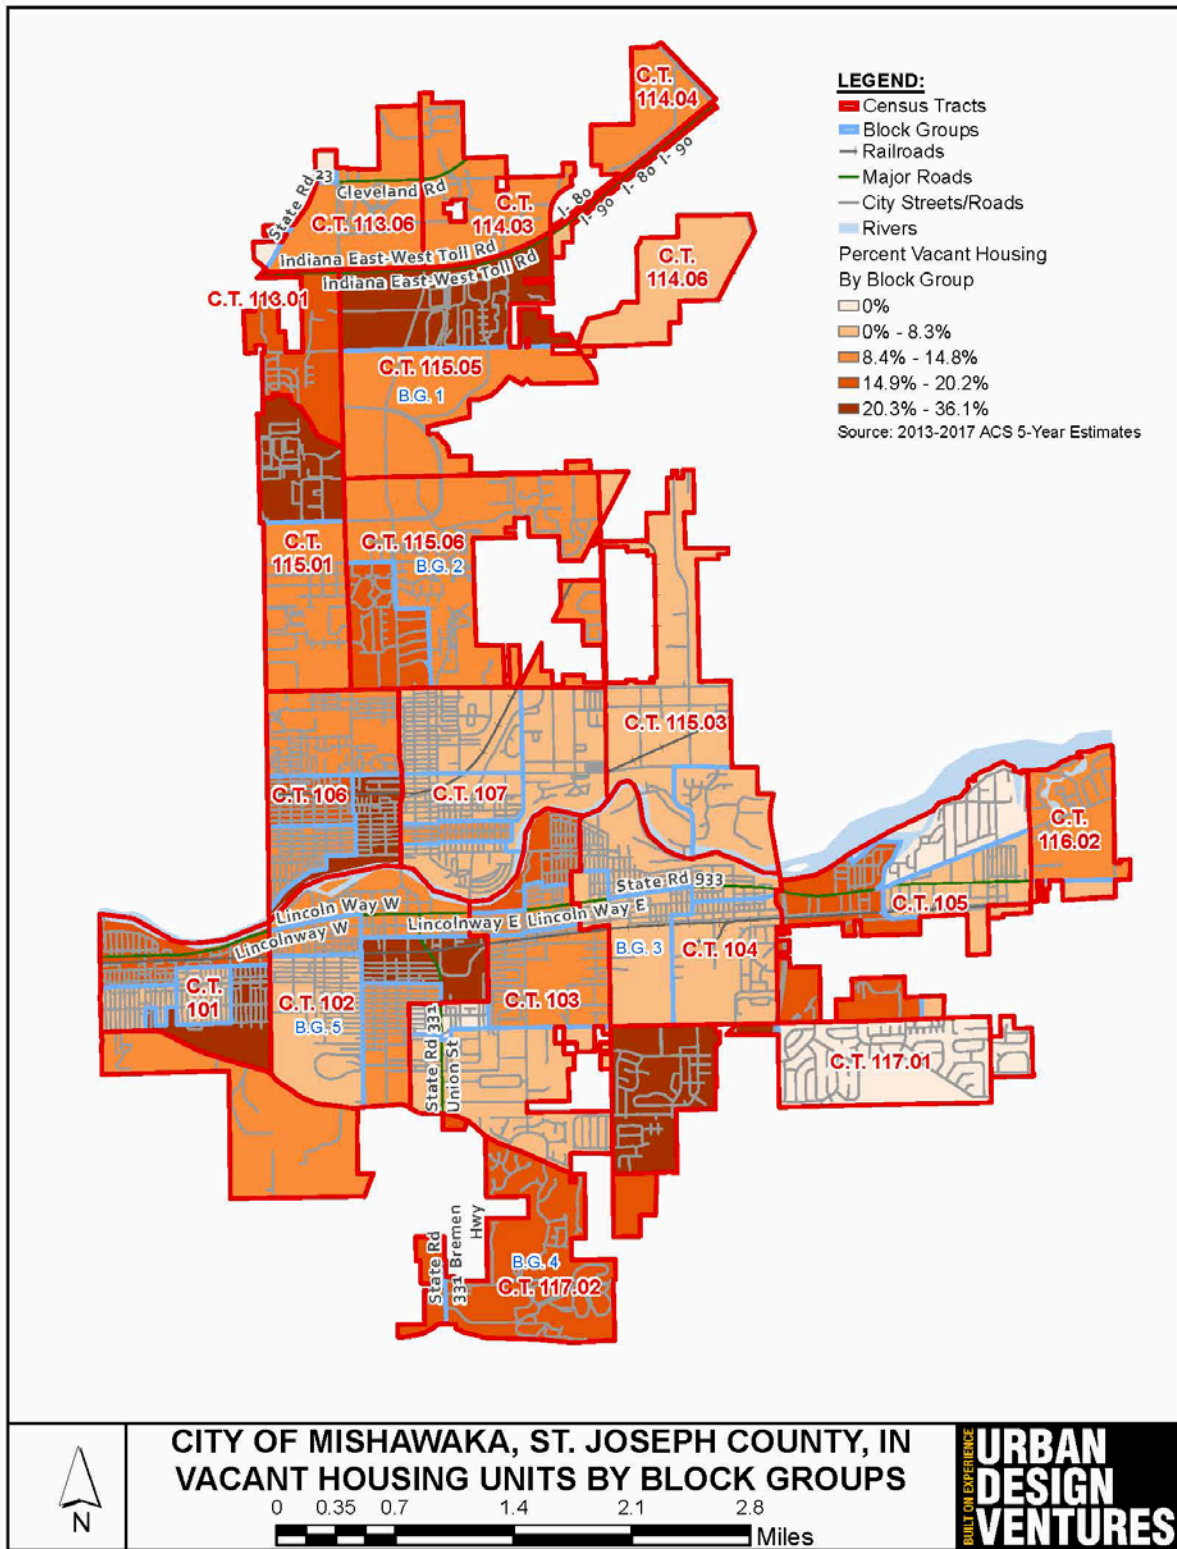 LEGEND:
Census Tracts
Block Groups
Railroads
Major Roads
City Streets/Roads
Rivers
Percent Vacant Housing
By Block Group
0%
0% - 8.3%
8.4% - 14.8%
14.9% - 20.2%
20.3% - 36.1%
Source: 2013-2017 ACS 5-Year Estimates
C.T.
114.04
State Rd 23
Cleveland Rd
C.T. 113.06
C.T.
114.03
I- 80
I- 90
I- 80
I- 90
Indiana East-West Toll Rd
Indiana East-West Toll Rd
C.T.
114.06
C.T. 113.01
C.T. 115.05
B.G. 1
C.T.
115.01
C.T. 115.06
B.G. 2
C.T. 115.03
C.T. 106
C.T. 107
C.T.
116.02
State Rd 933
C.T. 105
Lincoln Way W
Lincolnway W
Lincolnway E
Lincoln Way E
B.G. 3
C.T. 104
C.T.
101
C.T. 102
B.G. 5
C.T. 103
State Rd 331
Union St
C.T. 117.01
State Rd
331 Bremen
Hwy
B.G. 4
C.T. 117.02
N
CITY OF MISHAWAKA, ST. JOSEPH COUNTY, IN
VACANT HOUSING UNITS BY BLOCK GROUPS
0 0.35 0.7 1.4 2.1 2.8
Miles
BUILT ON EXPERIENCE
URBAN
DESIGN
VENTURES